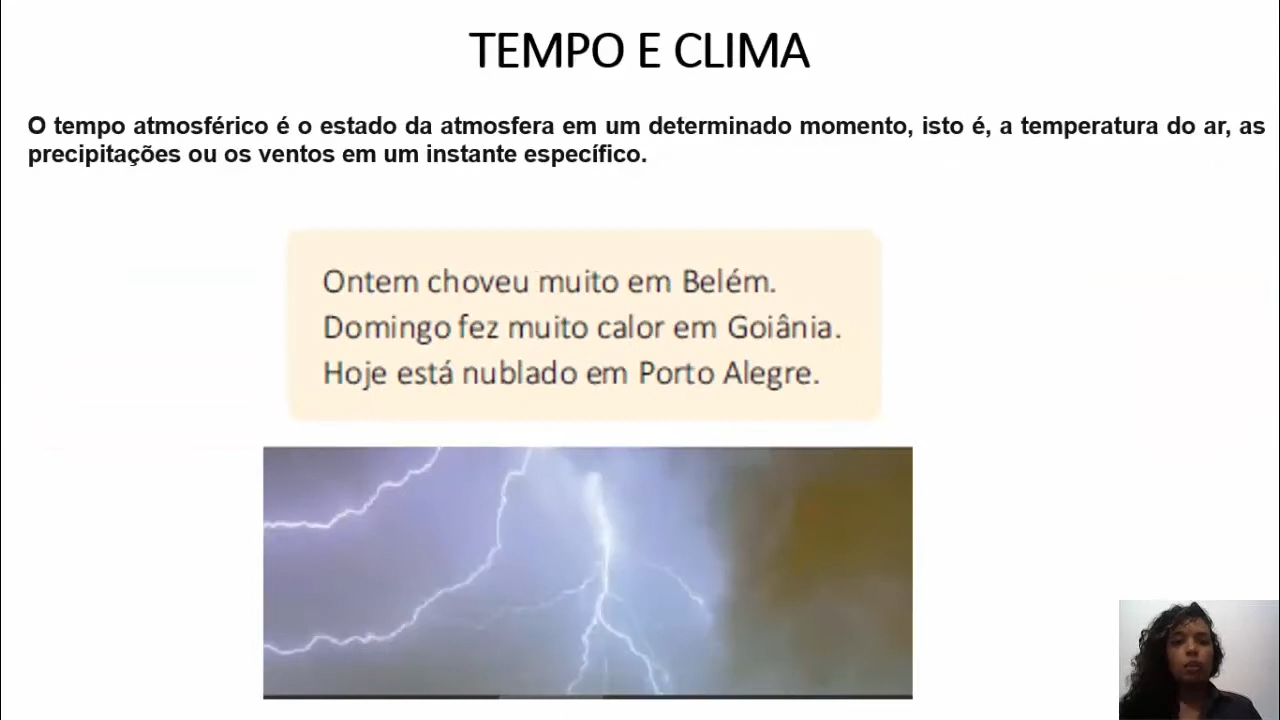 TEMPO E CLIMA
O tempo atmosférico é o estado da atmosfera em um determinado momento, isto é, a temperatura do ar, as
precipitações ou os ventos em um instante específico.
Ontem choveu muito em Belém.
Domingo fez muito calor em Goiânia.
Hoje está nublado em Porto Alegre.